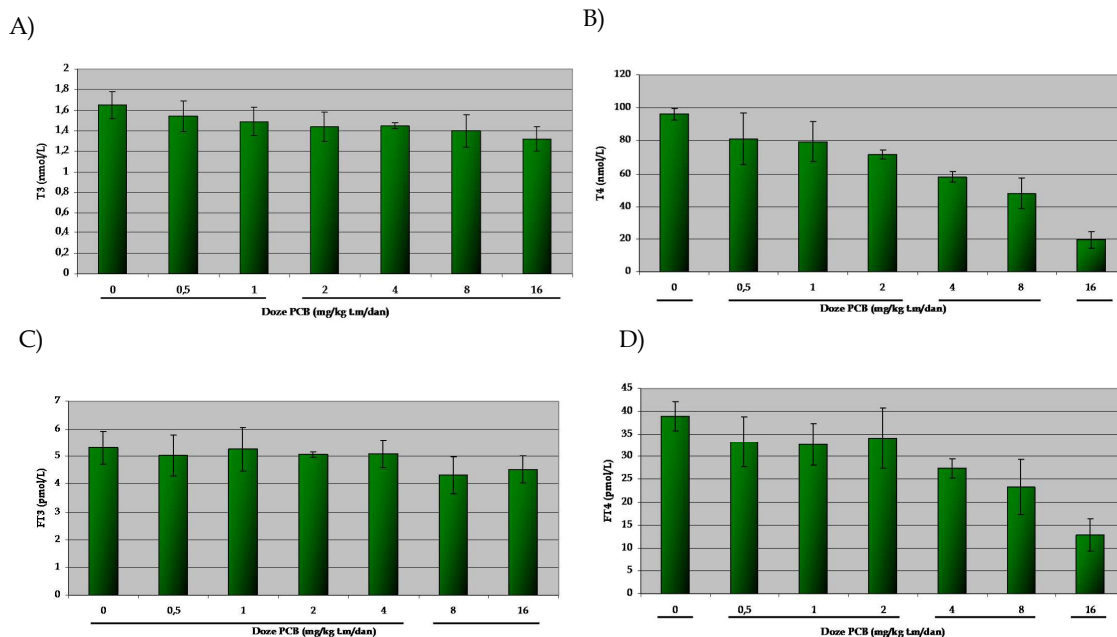 A)
2
1,8
1,6
1,4
1,2
1
0,8
0,6
0,4
0,2
0
T3 (nmol/L)
0 0,5 1 2 4 8 16
Doze PCB (mg/kg t.m/dan)
B)
120
100
80
60
40
20
0
T4 (nmol/L)
0 0,5 1 2 4 8 16
Doze PCB (mg/kg t.m/dan)
C)
7
6
5
4
3
2
1
0
FT3 (pmol/L)
0 0,5 1 2 4 8 16
Doze PCB (mg/kg t.m/dan)
D)
45
40
35
30
25
20
15
10
5
0
FT4 (pmol/L)
0 0,5 1 2 4 8 16
Doze PCB (mg/kg t.m/dan)